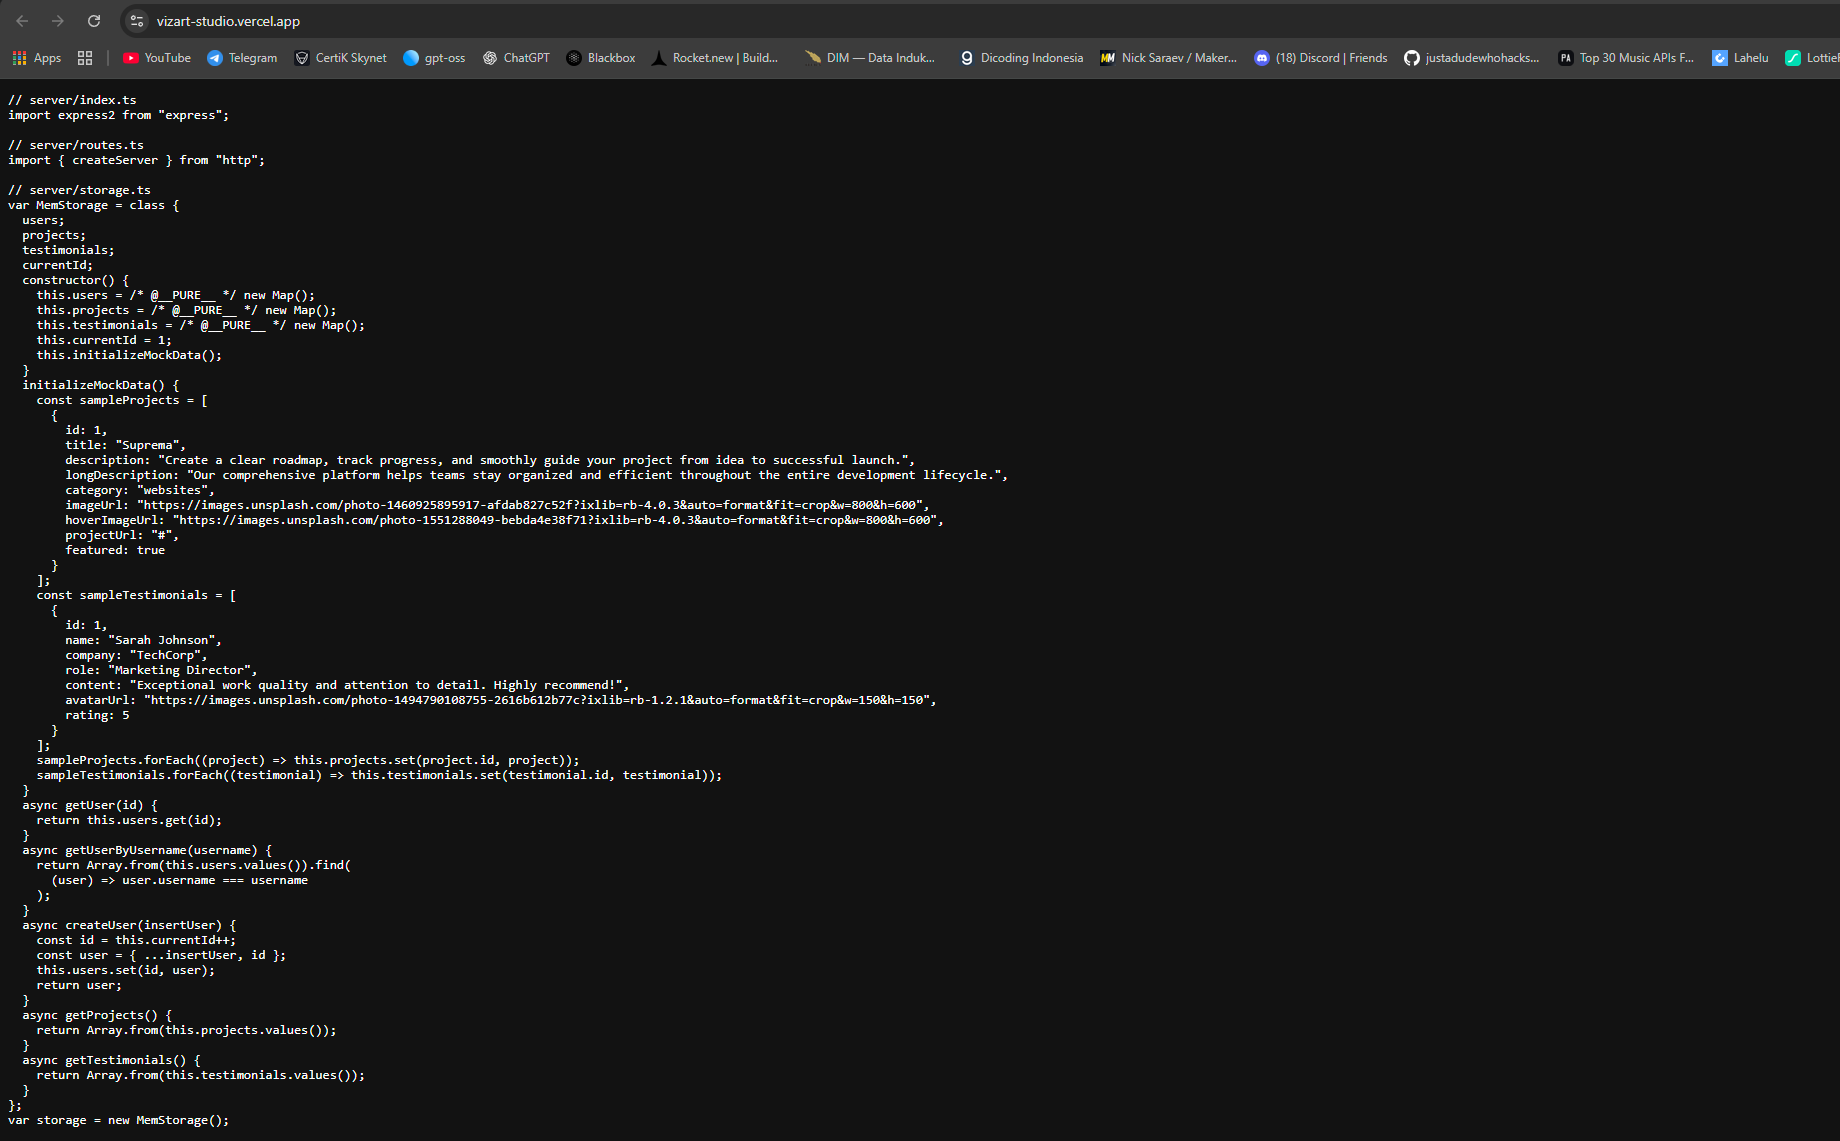 vizart-studio.vercel.app
Apps YouTube Telegram CertiK Skynet gpt-oss ChatGPT Blackbox Rocket.new | Build... DIM — Data Induk... Dicoding Indonesia Nick Saraev / Maker... (18) Discord | Friends justadudewhohacks... Top 30 Music APIs F... Lahelu LottieF
// server/index.ts
import express2 from "express";
// server/routes.ts
import { createServer } from "http";
// server/storage.ts
var MemStorage = class {
  users;
  projects;
  testimonials;
  currentId;
  constructor() {
    this.users = /* @__PURE__ */ new Map();
    this.projects = /* @__PURE__ */ new Map();
    this.testimonials = /* @__PURE__ */ new Map();
    this.currentId = 1;
    this.initializeMockData();
  }
  initializeMockData() {
    const sampleProjects = [
      {
        id: 1,
        title: "Suprema",
        description: "Create a clear roadmap, track progress, and smoothly guide your project from idea to successful launch.",
        longDescription: "Our comprehensive platform helps teams stay organized and efficient throughout the entire development lifecycle.",
        category: "websites",
        imageUrl: "https://images.unsplash.com/photo-1460925895917-afdab827c52f?ixlib=rb-4.0.3&auto=format&fit=crop&w=800&h=600",
        hoverImageUrl: "https://images.unsplash.com/photo-1551288049-bebda4e38f71?ixlib=rb-4.0.3&auto=format&fit=crop&w=800&h=600",
        projectUrl: "#",
        featured: true
      }
    ];
    const sampleTestimonials = [
      {
        id: 1,
        name: "Sarah Johnson",
        company: "TechCorp",
        role: "Marketing Director",
        content: "Exceptional work quality and attention to detail. Highly recommend!",
        avatarUrl: "https://images.unsplash.com/photo-1494790108755-2616b612b77c?ixlib=rb-1.2.1&auto=format&fit=crop&w=150&h=150",
        rating: 5
      }
    ];
    sampleProjects.forEach((project) => this.projects.set(project.id, project));
    sampleTestimonials.forEach((testimonial) => this.testimonials.set(testimonial.id, testimonial));
  }
  async getUser(id) {
    return this.users.get(id);
  }
  async getUserByUsername(username) {
    return Array.from(this.users.values()).find(
      (user) => user.username === username
    );
  }
  async createUser(insertUser) {
    const id = this.currentId++;
    const user = { ...insertUser, id };
    this.users.set(id, user);
    return user;
  }
  async getProjects() {
    return Array.from(this.projects.values());
  }
  async getTestimonials() {
    return Array.from(this.testimonials.values());
  }
};
var storage = new MemStorage();